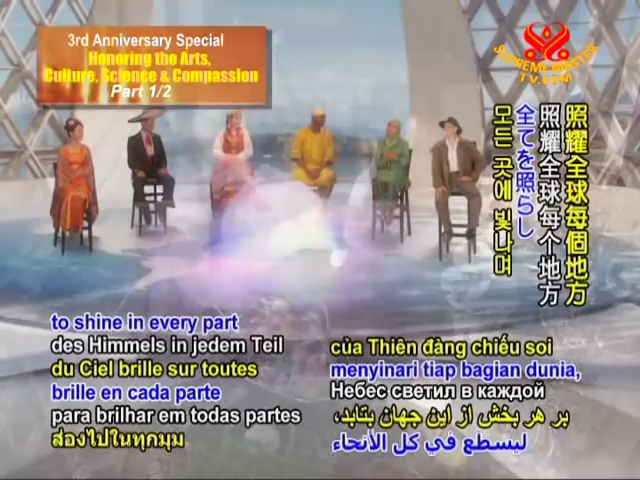 3rd Anniversary Special
Honoring the Arts,
Culture, Science & Compassion
Part 1/2
SUPREME MASTER
TV.COM
照耀全球每個地方
照耀全球每个地方
全てを照らし
모든 곳에 빛나며
to shine in every part
des Himmels in jedem Teil
du Ciel brille sur toutes
brille en cada parte
para brilhar em todas partes
ส่องไปในทุกมุม
của Thiên đàng chiếu soi
menyinari tiap bagian dunia,
Небес светил в каждой
بر هر بخش از این جهان بتابد،
ليسطع في كل الأنحاء